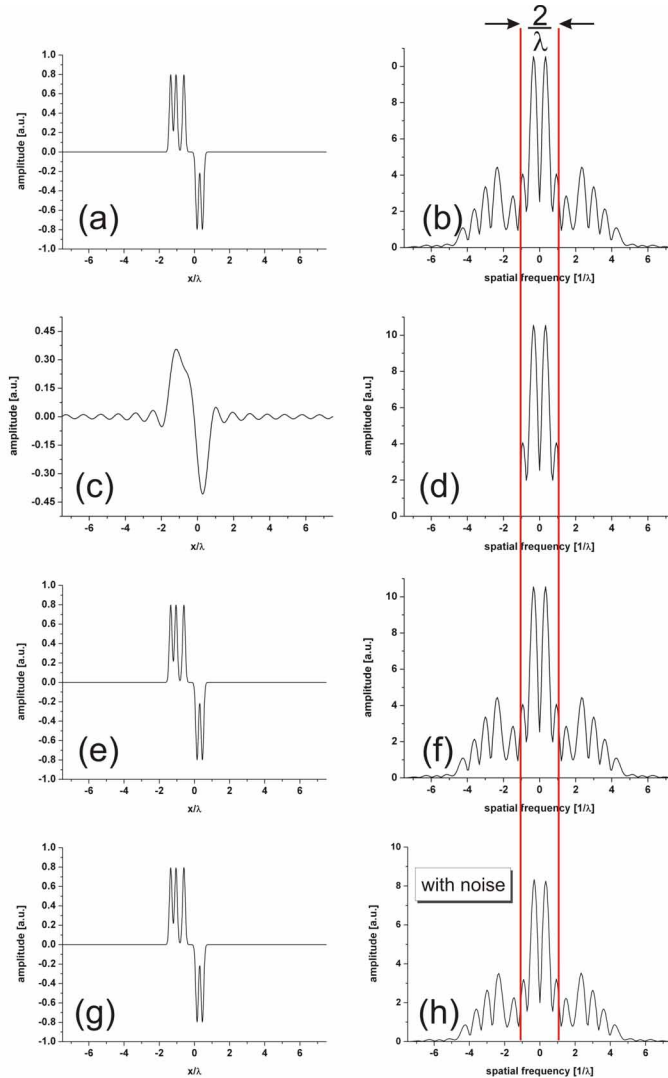 2
λ
1.0
0.8
0.6
0.4
0.2
0.0
-0.2
-0.4
-0.6
-0.8
-1.0
amplitude [a.u.]
(a)
-6 -4 -2 0 2 4 6
x/λ
0
8
6
4
2
0
amplitude [a.u.]
(b)
-6 -4 -2 0 2 4 6
spatial frequency [1/λ]
0.45
0.30
0.15
0.00
-0.15
-0.30
-0.45
amplitude [a.u.]
(c)
-6 -4 -2 0 2 4 6
x/λ
10
8
6
4
2
0
amplitude [a.u.]
(d)
-6 -4 -2 0 2 4 6
spatial frequency [1/λ]
1.0
0.8
0.6
0.4
0.2
0.0
-0.2
-0.4
-0.6
-0.8
-1.0
amplitude [a.u.]
(e)
-6 -4 -2 0 2 4 6
x/λ
10
8
6
4
2
0
amplitude [a.u.]
(f)
-6 -4 -2 0 2 4 6
spatial frequency [1/λ]
1.0
0.8
0.6
0.4
0.2
0.0
-0.2
-0.4
-0.6
-0.8
-1.0
amplitude [a.u.]
(g)
-6 -4 -2 0 2 4 6
x/λ
10
8
6
4
2
0
amplitude [a.u.]
with noise
(h)
-6 -4 -2 0 2 4 6
spatial frequency [1/λ]